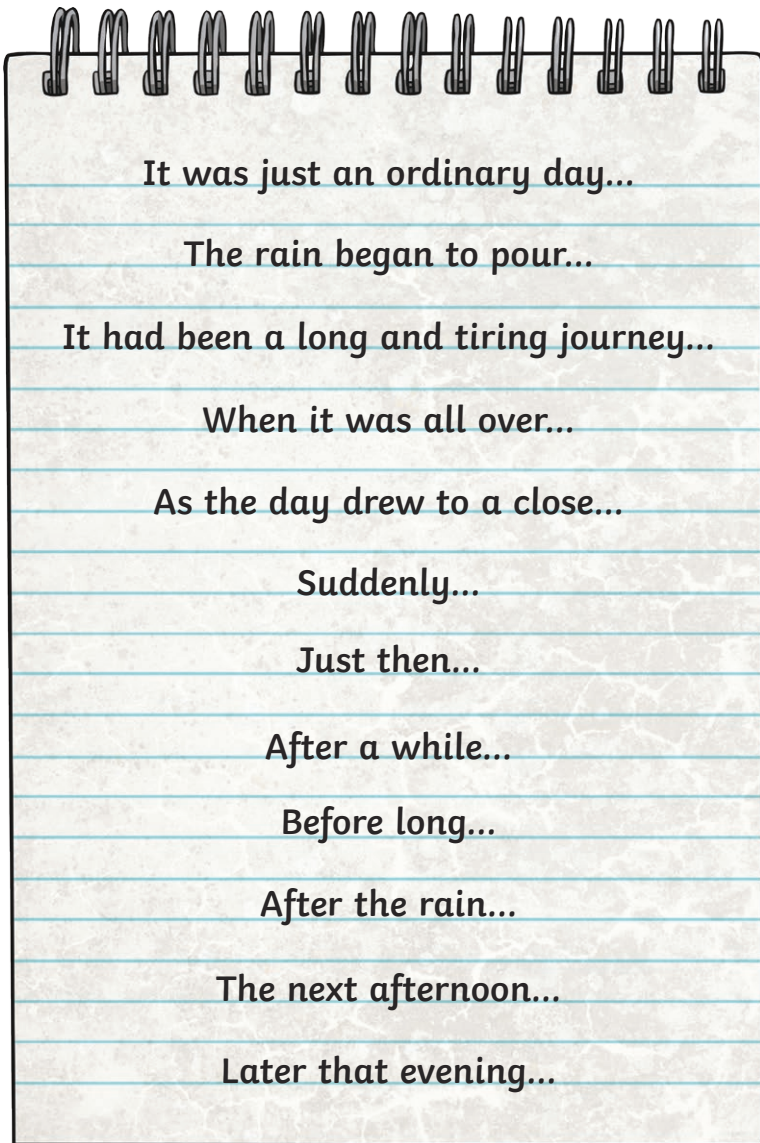 It was just an ordinary day...
The rain began to pour...
It had been a long and tiring journey...
When it was all over...
As the day drew to a close...
Suddenly...
Just then...
After a while...
Before long...
After the rain...
The next afternoon...
Later that evening...